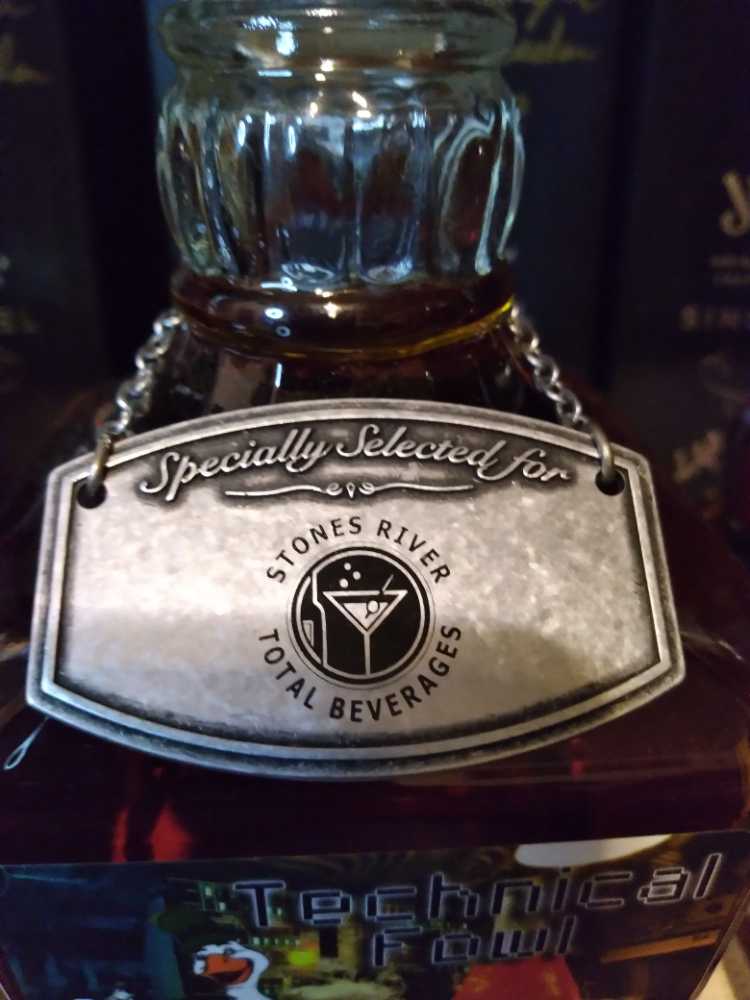 Specially Selected for
STONES RIVER
TOTAL BEVERAGES
Technical
Fowl